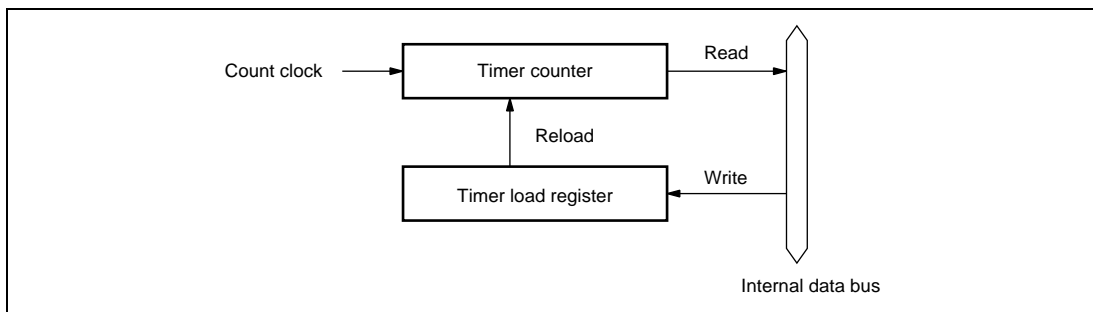 Read
Count clock
Timer counter
Reload
Write
Timer load register
Internal data bus